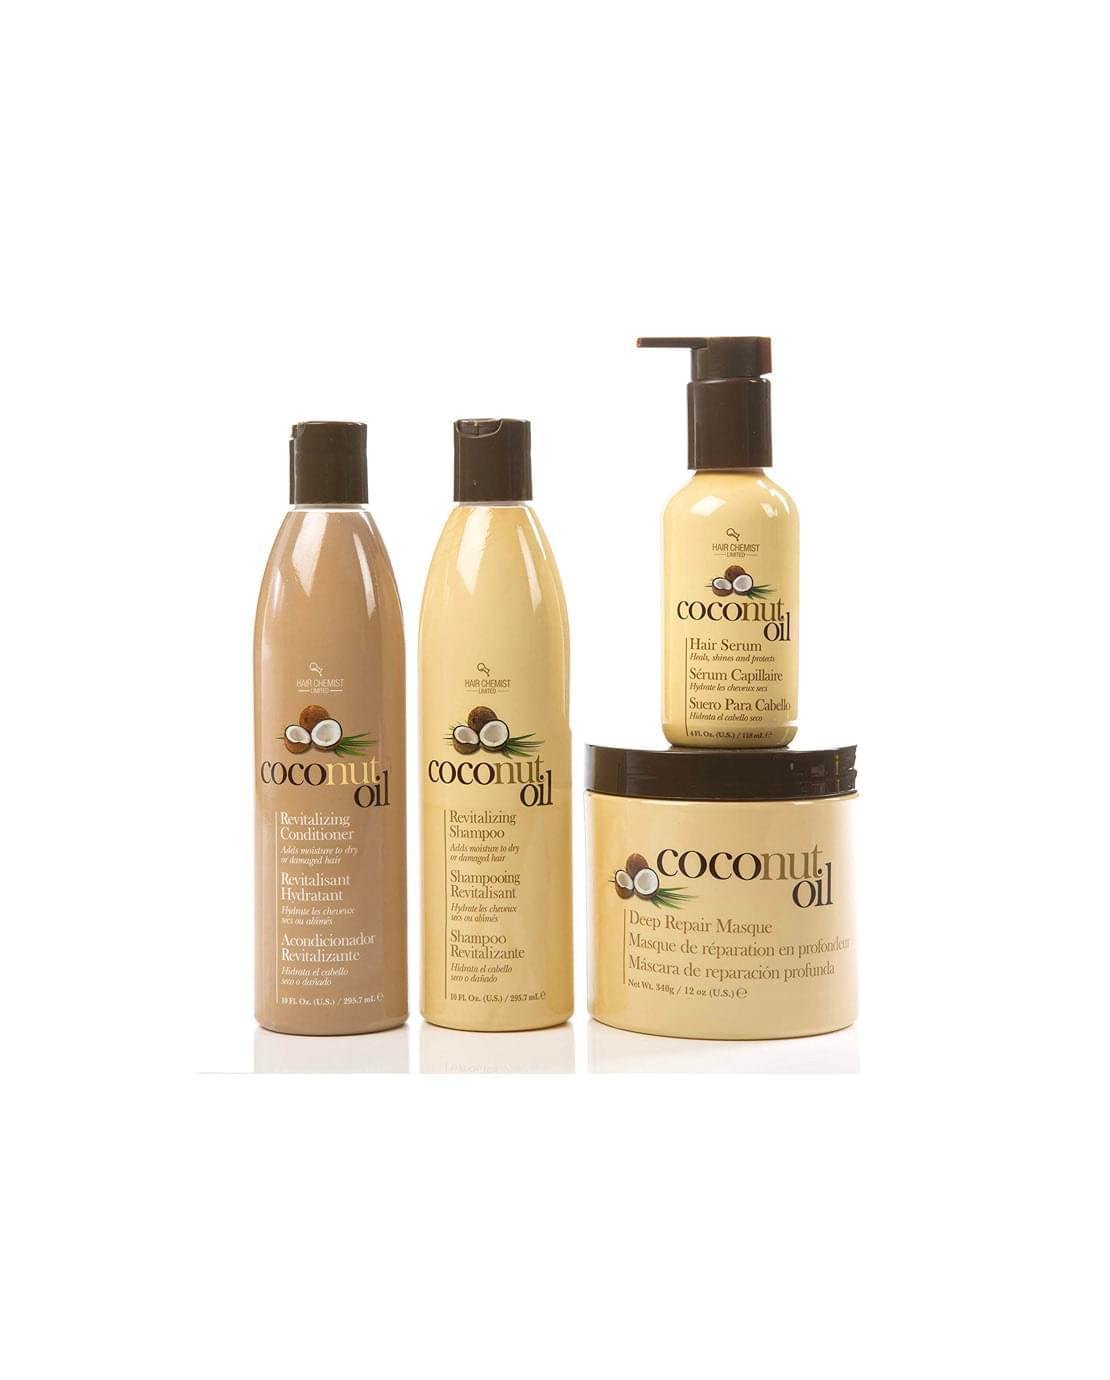 HAIR CHEMIST
LIMITED
coconut
oil
Revitalizing
Conditioner
Adds moisture to dry
or damaged hair
Revitalisant
Hydratant
Hydrate les cheveux
secs ou abîmés
Acondicionador
Revitalizante
Hidrata el cabello
seco o dañado
10 Fl. Oz. (U.S.) / 295.7 mL ℮
HAIR CHEMIST
LIMITED
coconut
oil
Revitalizing
Shampoo
Adds moisture to dry
or damaged hair
Shampooing
Revitalisant
Hydrate les cheveux
secs ou abîmés
Shampoo
Revitalizante
Hidrata el cabello
seco o dañado
10 Fl. Oz. (U.S.) / 295.7 mL ℮
HAIR CHEMIST
LIMITED
coconut
oil
Hair Serum
Heals, shines and protects
Sérum Capillaire
Hydrate les cheveux secs
Suero Para Cabello
Hidrata el cabello seco
4 Fl. Oz. (U.S.) / 118 mL ℮
coconut
oil
Deep Repair Masque
Masque de réparation en profondeur
Máscara de reparación profunda
Net Wt. 340g / 12 oz (U.S.) ℮